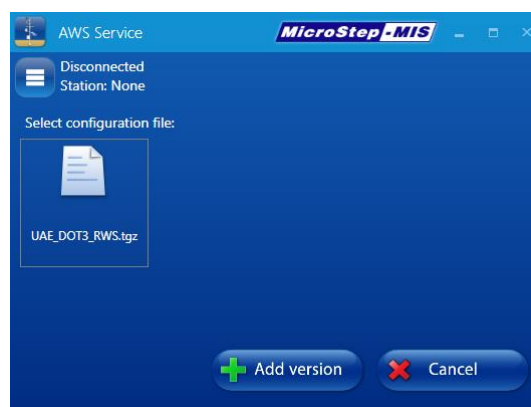 AWS Service
MicroStep-MIS
Disconnected
Station: None
Select configuration file:
UAE_DOT3_RWS.tgz
Add version
Cancel